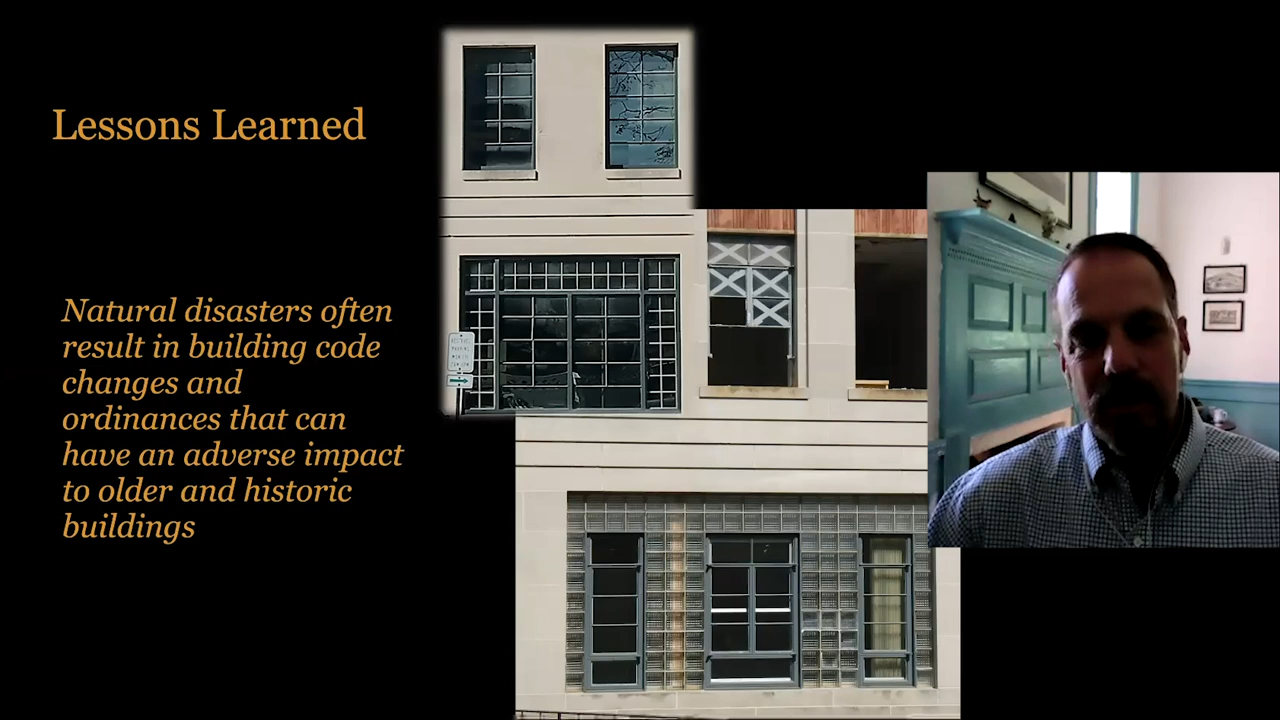 Lessons Learned
Natural disasters often
result in building code
changes and
ordinances that can
have an adverse impact
to older and historic
buildings